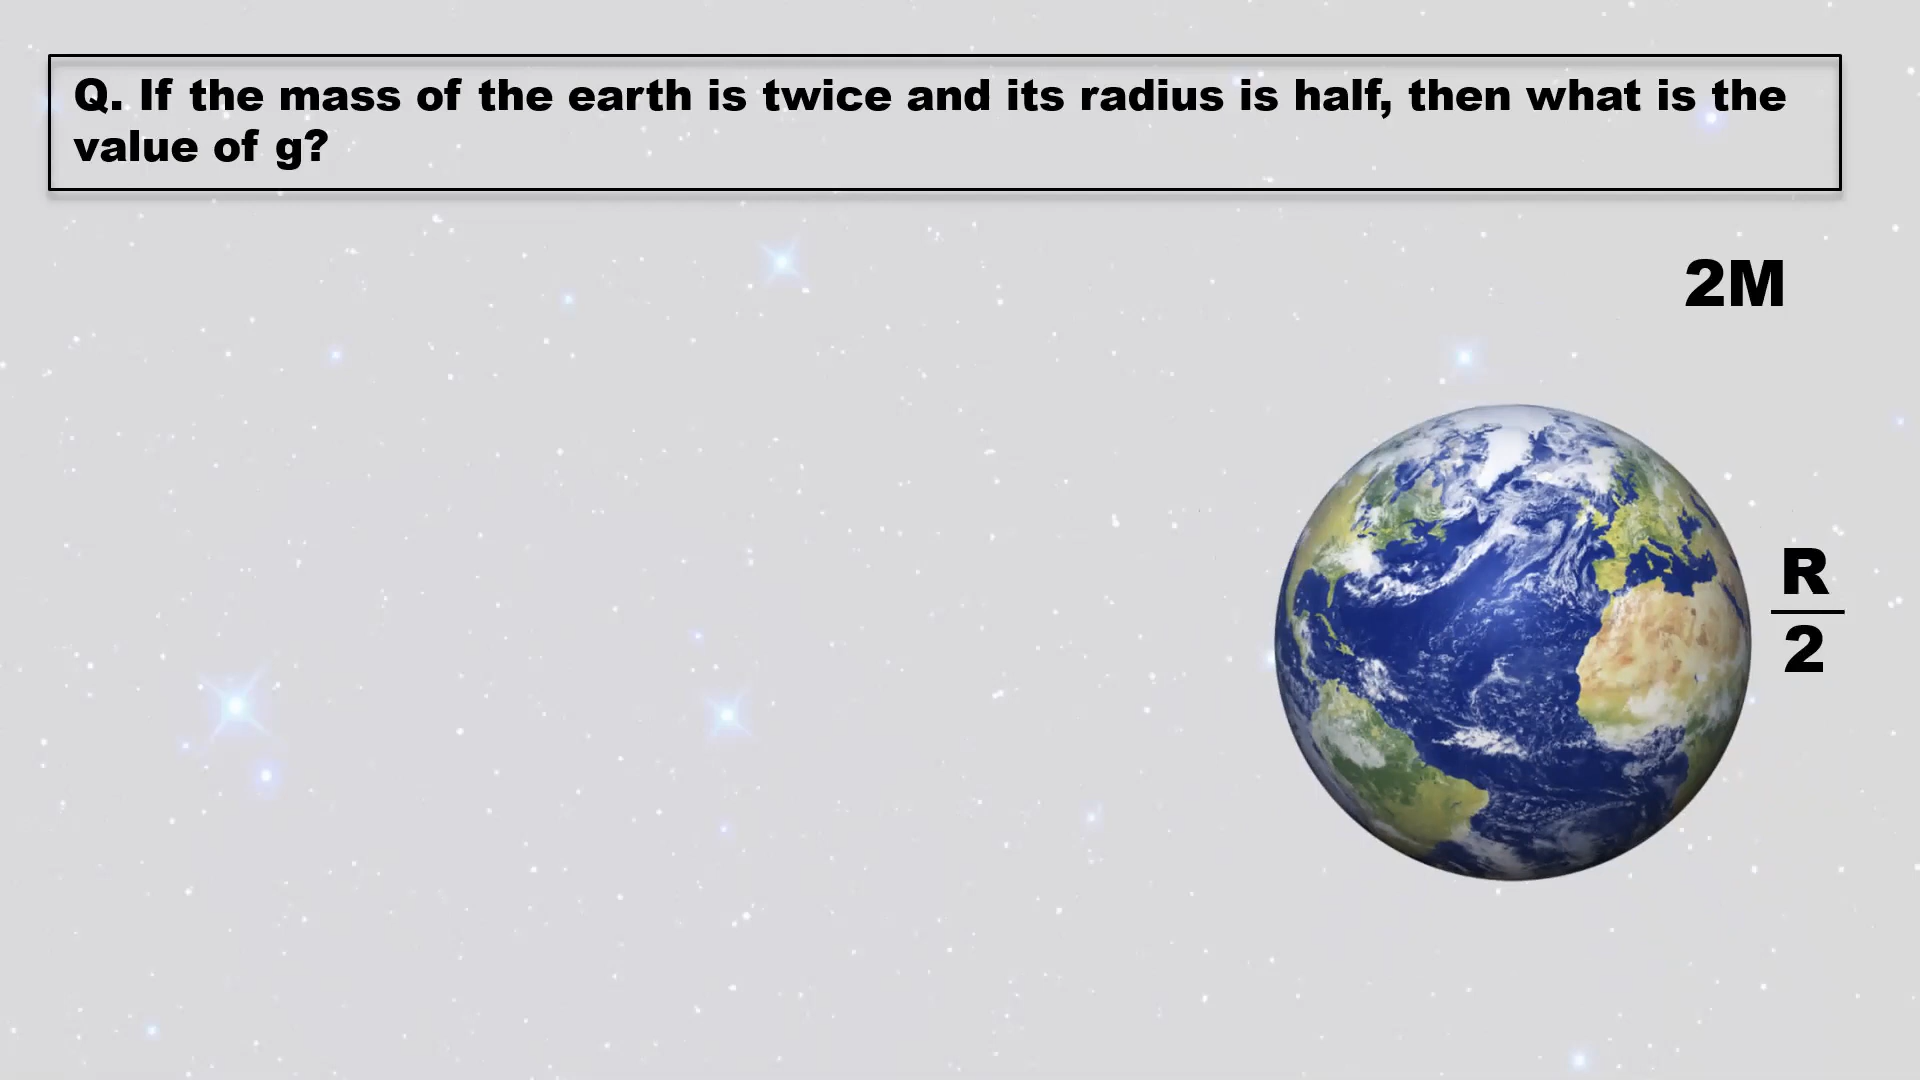 Q. If the mass of the earth is twice and its radius is half, then what is the
value of g?
2M
R
2